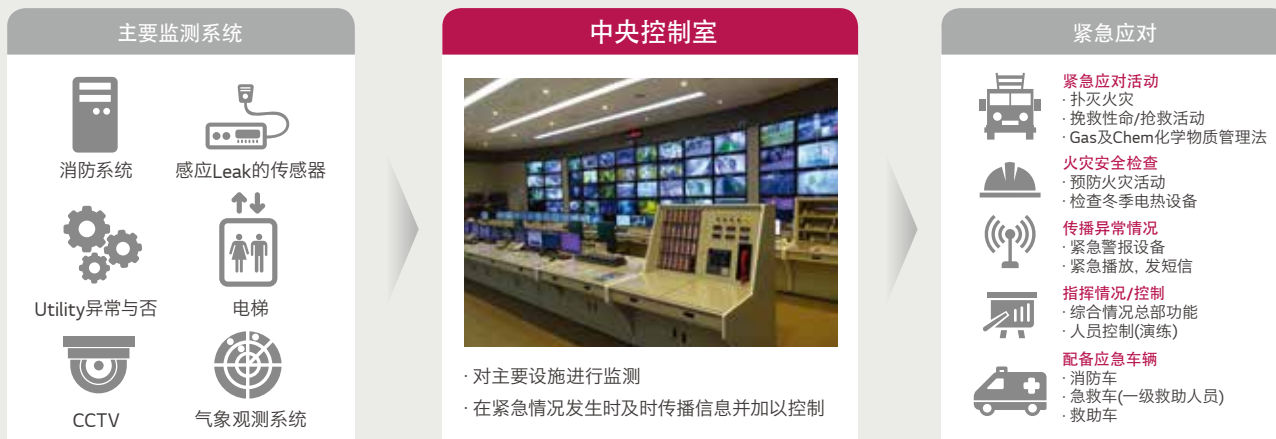 主要监测系统
消防系统
感应Leak的传感器
Utility异常与否
电梯
CCTV
气象观测系统
中央控制室
· 对主要设施进行监测
· 在紧急情况发生时及时传播信息并加以控制
紧急应对
紧急应对活动
· 扑灭火灾
· 挽救性命/抢救活动
· Gas及Chem化学物质管理法
火灾安全检查
· 预防火灾活动
· 检查冬季电热设备
传播异常情况
· 紧急警报设备
· 紧急播放, 发短信
指挥情况/控制
· 综合情况总部功能
· 人员控制(演练)
配备应急车辆
· 消防车
· 急救车(一级救助人员)
· 救助车